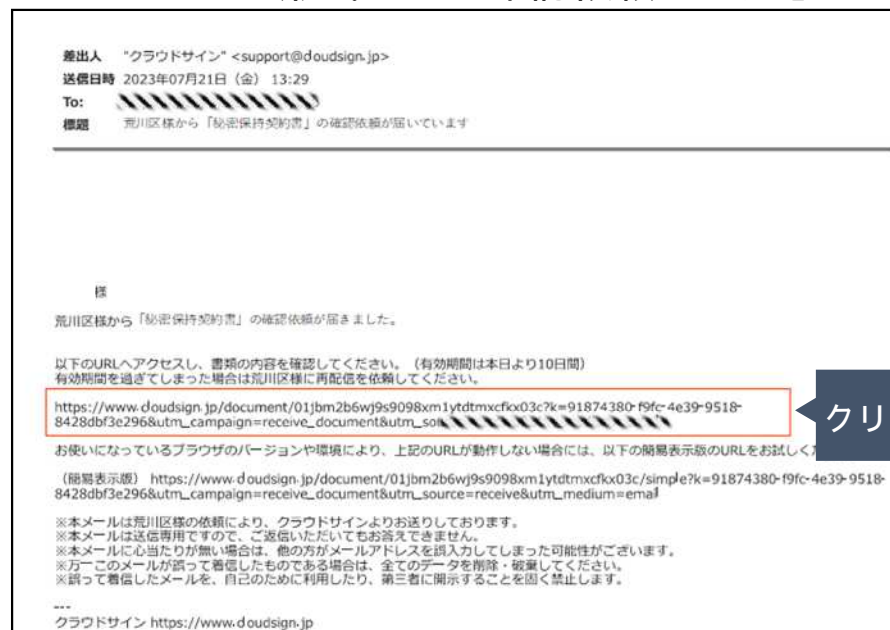 差出人 "クラウドサイン" <support@cloudsign.jp>
送信日時 2023年07月21日（金） 13:29
To:
標題 荒川区様から「秘密保持契約書」の確認依頼が届いています
様
荒川区様から「秘密保持契約書」の確認依頼が届きました。
以下のURLへアクセスし、書類の内容を確認してください。（有効期間は本日より10日間）
有効期間を過ぎてしまった場合は荒川区様に再配信を依頼してください。
https://www.cloudsign.jp/document/01jbm2b6wj9s9098xm1ytdtmxcfkx03c?k=91874380-f9fc-4e39-9518-
8428dbf3e296&utm_campaign=receive_document&utm_sou
クリ
お使いになっているブラウザのバージョンや環境により、上記のURLが動作しない場合には、以下の簡易表示版のURLをお試しくだ
（簡易表示版） https://www.cloudsign.jp/document/01jbm2b6wj9s9098xm1ytdtmxcfkx03c/simple?k=91874380-f9fc-4e39-9518-
8428dbf3e296&utm_campaign=receive_document&utm_source=receive&utm_medium=email
※本メールは荒川区様の依頼により、クラウドサインよりお送りしております。
※本メールは送信専用ですので、ご返信いただいてもお答えできません。
※本メールに心当たりが無い場合は、他の方がメールアドレスを誤入力してしまった可能性がございます。
※万一このメールが誤って着信したものである場合は、全てのデータを削除・破棄してください。
※誤って着信したメールを、自己のために利用したり、第三者に開示することを固く禁止します。
---
クラウドサイン https://www.cloudsign.jp